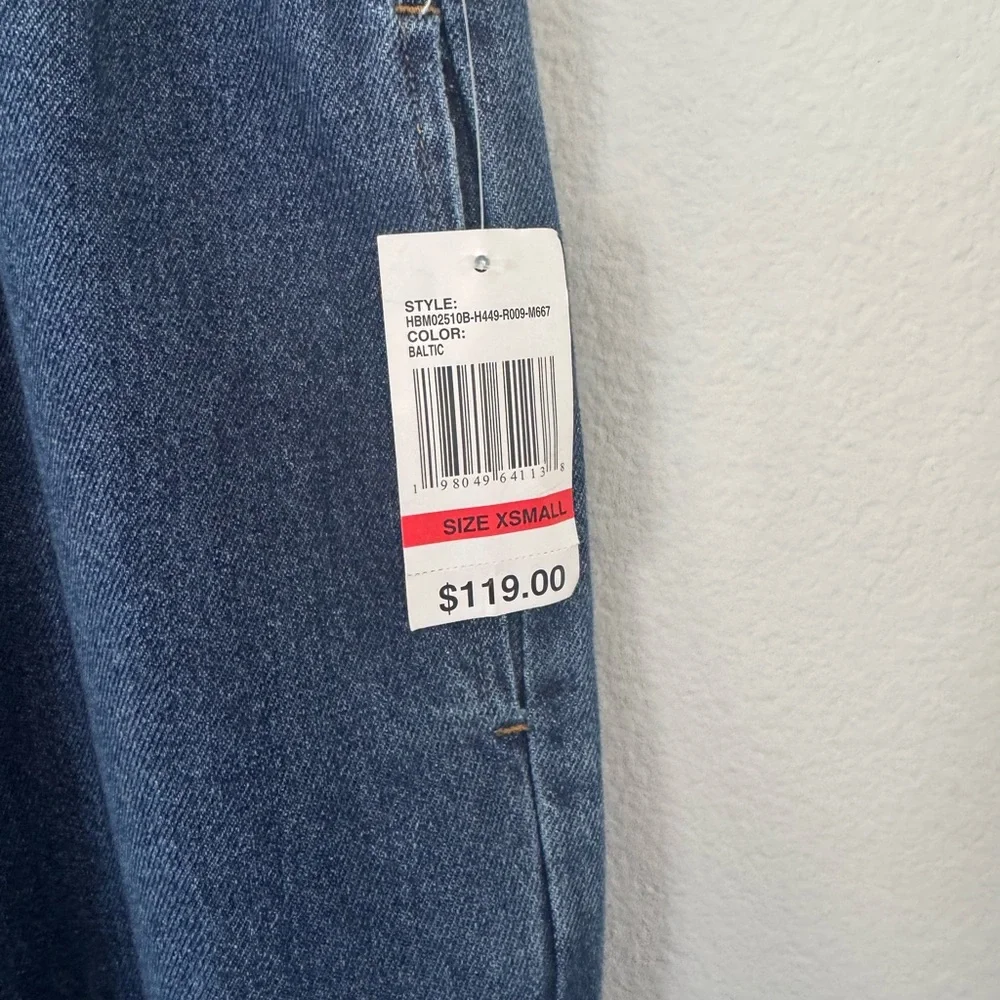 STYLE:
HBM02510B-H449-R009-M667
COLOR:
BALTIC
1 98049 64113 8
SIZE XSMALL
$119.00